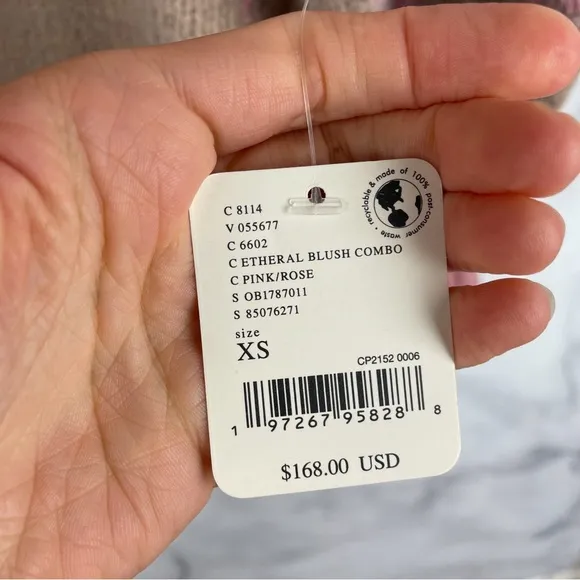 C 8114
V 055677
C 6602
C ETHERAL BLUSH COMBO
C PINK/ROSE
S OB1787011
S 85076271
size
XS
recyclable & made of 100% post-consumer waste •
CP2152 0006
1 97267 95828 8
$168.00 USD